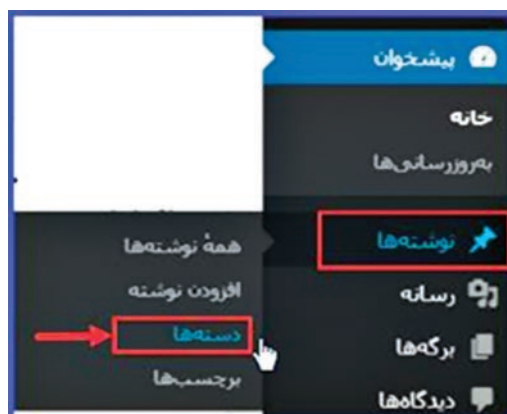 پیشخوان
خانه
به‌روزرسانی‌ها
نوشته‌ها
همهٔ نوشته‌ها
افزودن نوشته
دسته‌ها
برچسب‌ها
رسانه
برگه‌ها
دیدگاه‌ها